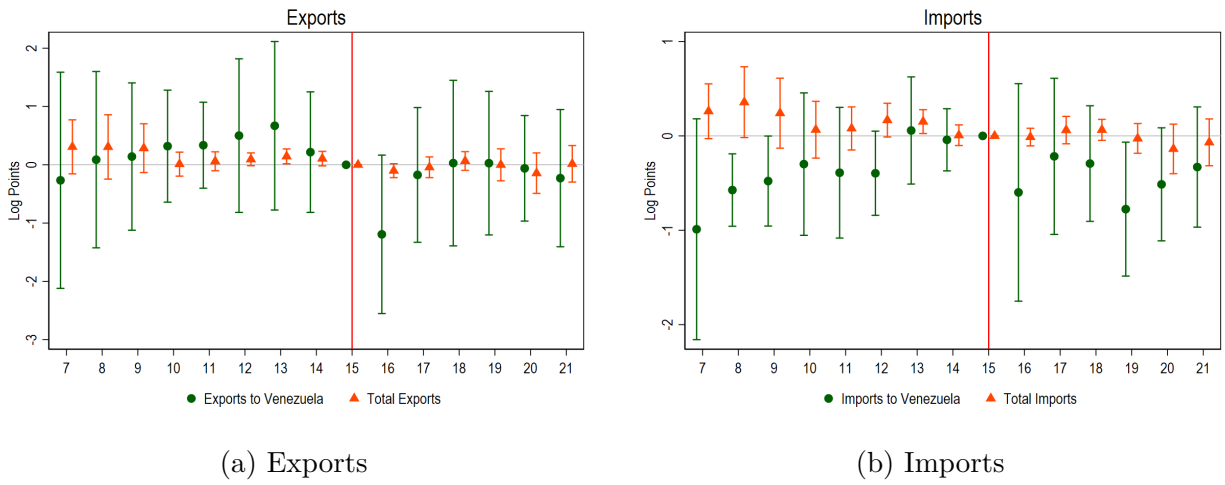 Exports
Log Points
2
1
0
-1
-2
-3
7 8 9 10 11 12 13 14 15 16 17 18 19 20 21
Exports to Venezuela Total Exports
(a) Exports
Imports
Log Points
1
0
-1
-2
7 8 9 10 11 12 13 14 15 16 17 18 19 20 21
Imports to Venezuela Total Imports
(b) Imports